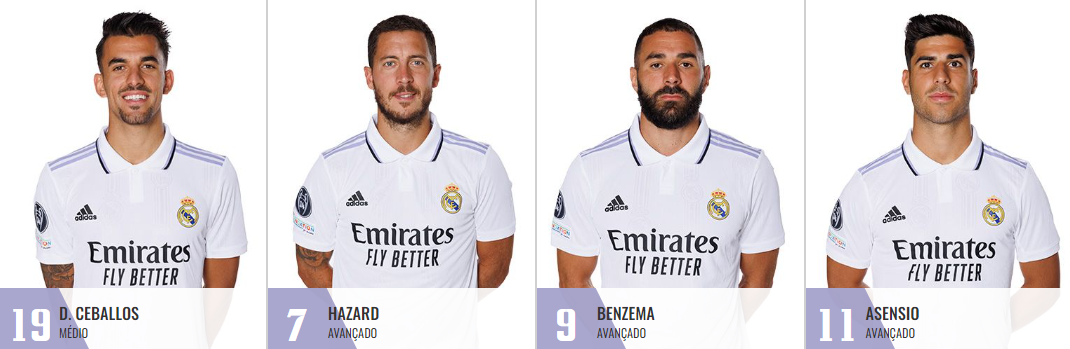 adidas
Emirates
FLY BETTER
19 D. CEBALLOS
MÉDIO
adidas
Emirates
FLY BETTER
7 HAZARD
AVANÇADO
adidas
Emirates
FLY BETTER
9 BENZEMA
AVANÇADO
adidas
Emirates
FLY BETTER
11 ASENSIO
AVANÇADO